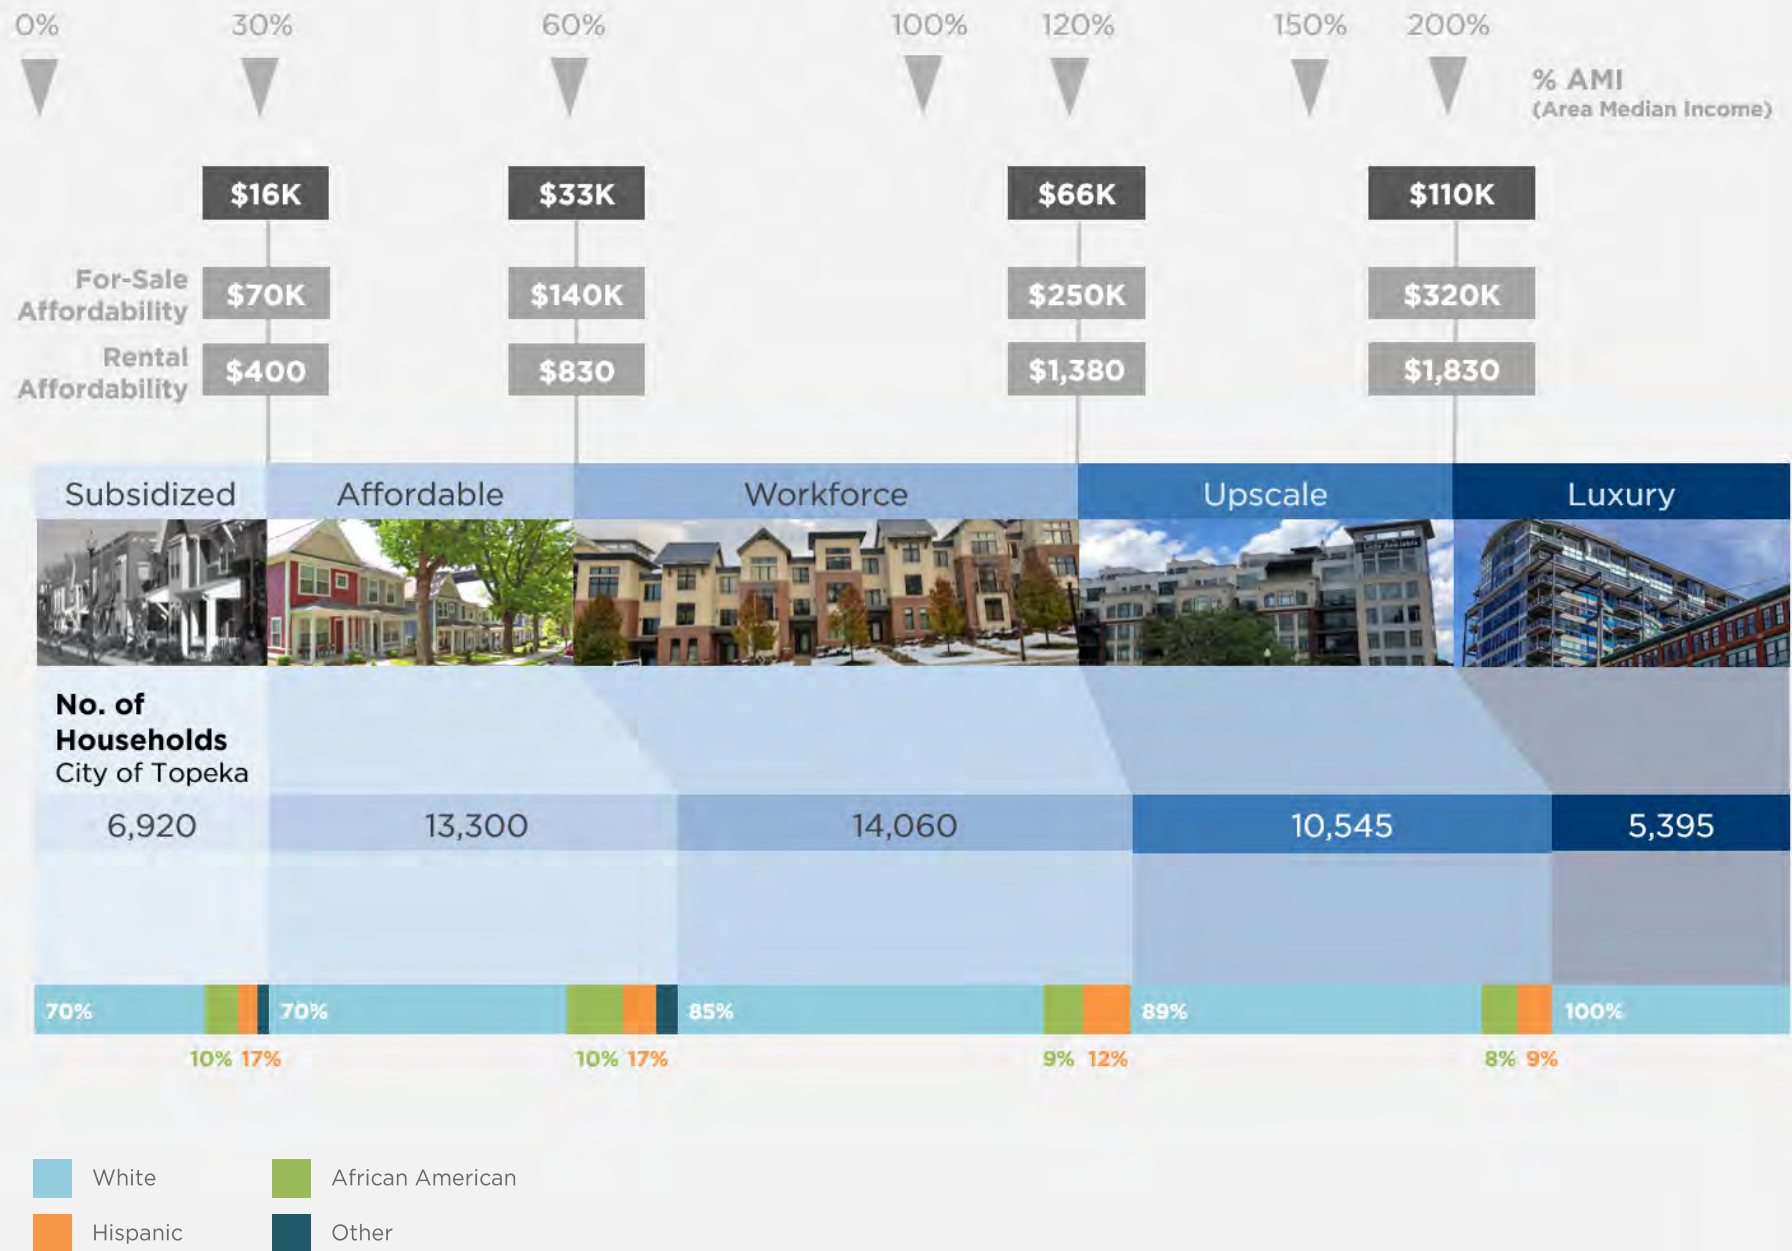 0% 30% 60% 100% 120% 150% 200%
% AMI
(Area Median Income)
$16K $33K $66K $110K
For-Sale
Affordability
$70K $140K $250K $320K
Rental
Affordability
$400 $830 $1,380 $1,830
Subsidized Affordable Workforce Upscale Luxury
No. of
Households
City of Topeka
6,920 13,300 14,060 10,545 5,395
70% 70% 85% 89% 100%
10% 17% 10% 17% 9% 12% 8% 9%
White African American
Hispanic Other